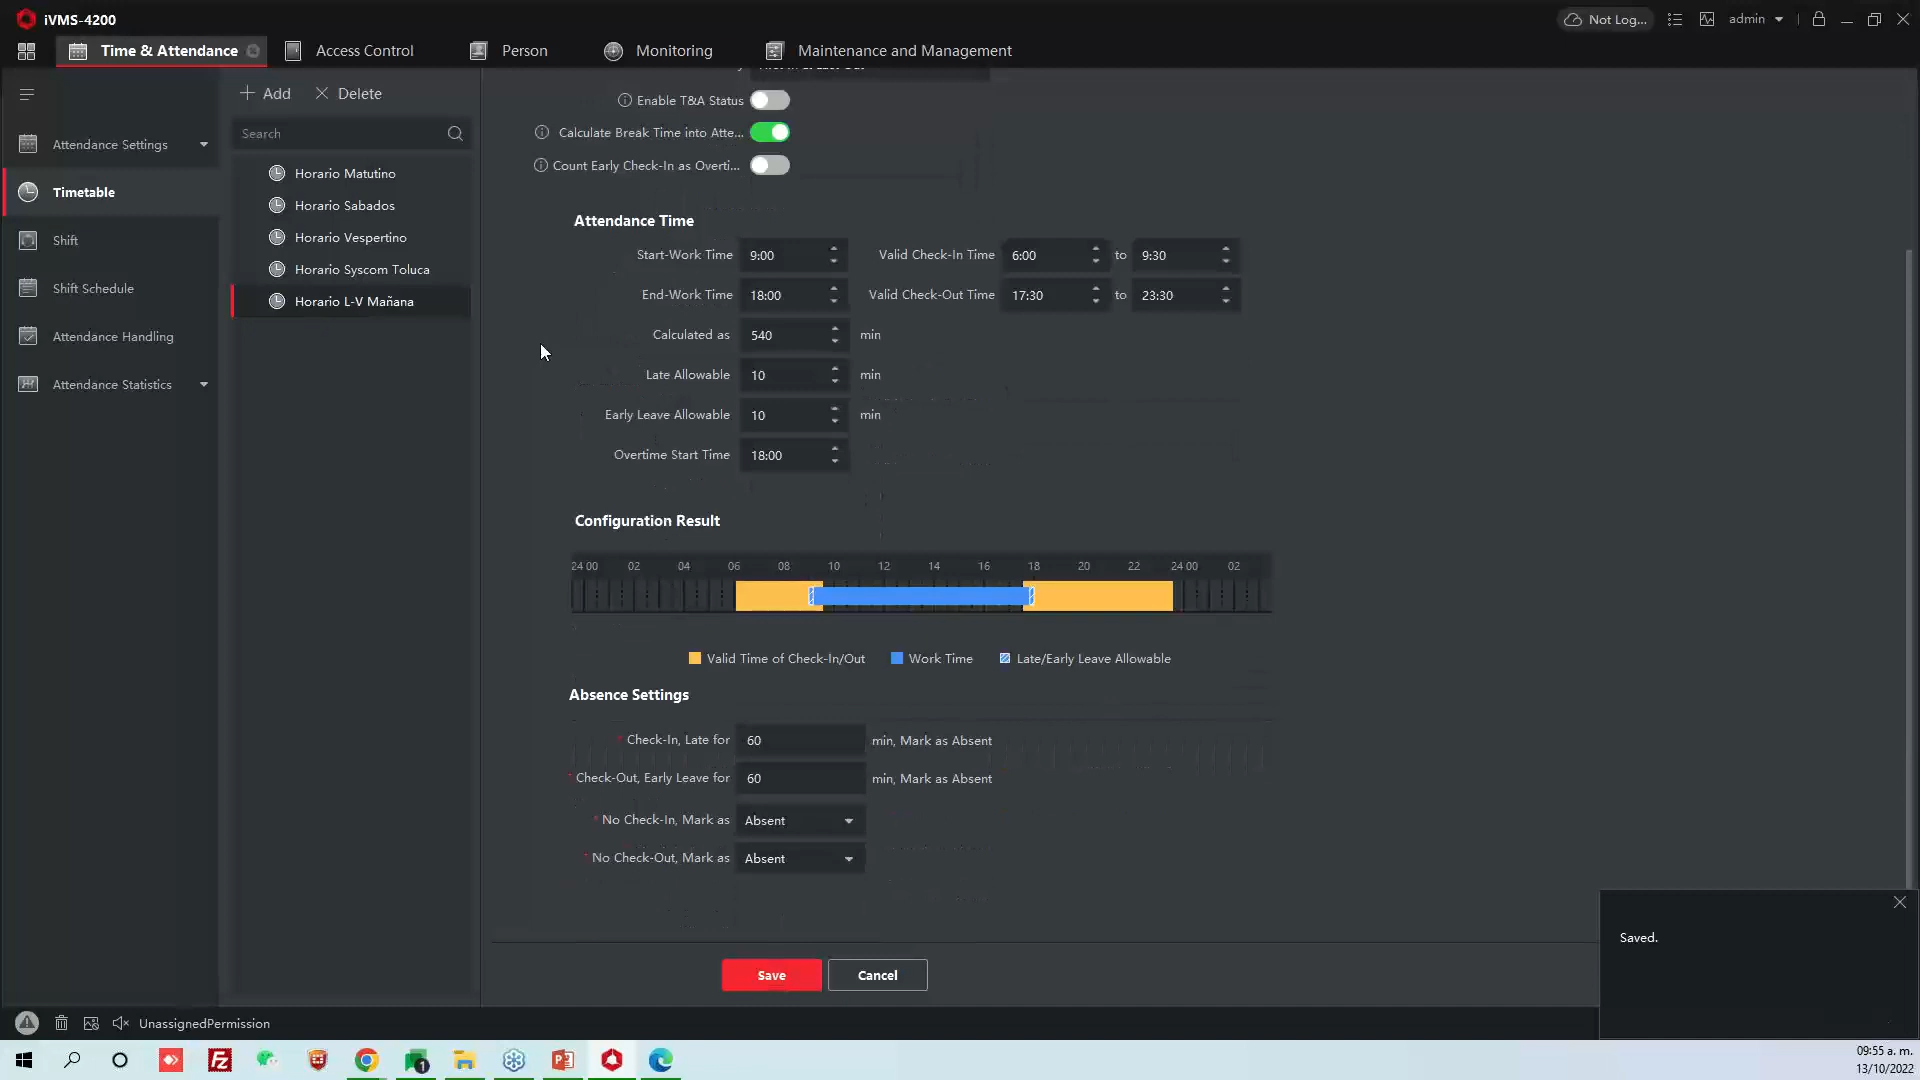 iVMS-4200
Not Log...
admin
Time & Attendance
Access Control
Person
Monitoring
Maintenance and Management
Add
Delete
Search
Attendance Settings
Timetable
Shift
Shift Schedule
Attendance Handling
Attendance Statistics
Horario Matutino
Horario Sabados
Horario Vespertino
Horario Syscom Toluca
Horario L-V Mañana
Enable T&A Status
Calculate Break Time into Atte...
Count Early Check-In as Overti...
Attendance Time
Start-Work Time 9:00 Valid Check-In Time 6:00 to 9:30
End-Work Time 18:00 Valid Check-Out Time 17:30 to 23:30
Calculated as 540 min
Late Allowable 10 min
Early Leave Allowable 10 min
Overtime Start Time 18:00
Configuration Result
24 00 02 04 06 08 10 12 14 16 18 20 22 24 00 02
Valid Time of Check-In/Out Work Time Late/Early Leave Allowable
Absence Settings
* Check-In, Late for 60 min, Mark as Absent
* Check-Out, Early Leave for 60 min, Mark as Absent
* No Check-In, Mark as Absent
* No Check-Out, Mark as Absent
Save Cancel
Saved.
UnassignedPermission
1
09:55 a. m.
13/10/2022